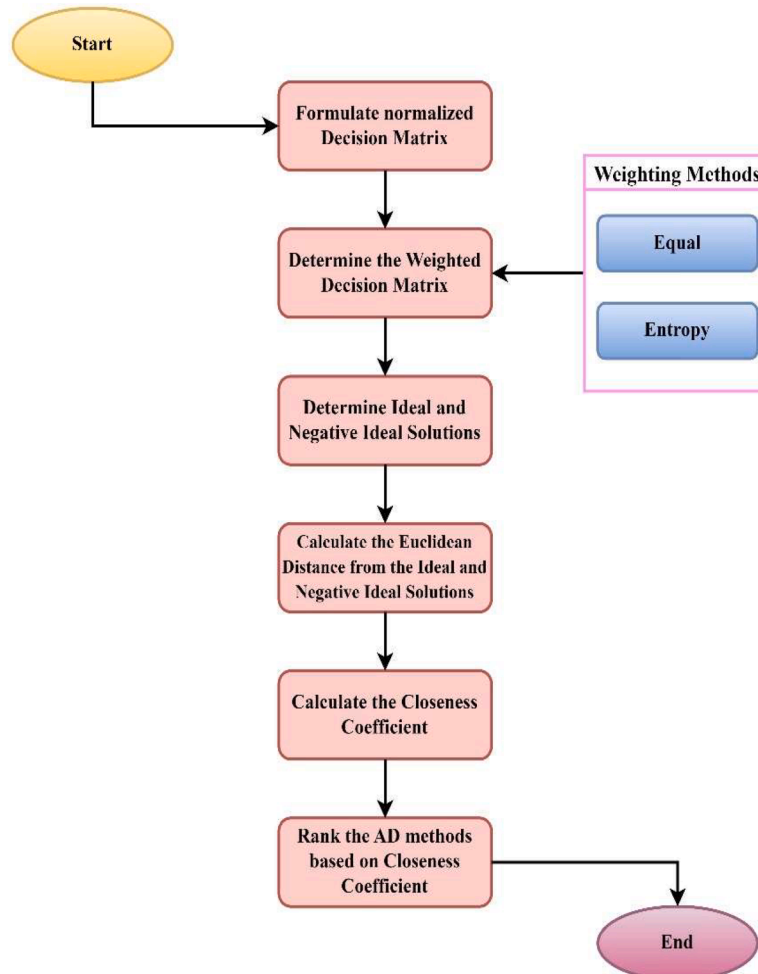 Start
Formulate normalized
Decision Matrix
Weighting Methods
Equal
Determine the Weighted
Decision Matrix
Entropy
Determine Ideal and
Negative Ideal Solutions
Calculate the Euclidean
Distance from the Ideal and
Negative Ideal Solutions
Calculate the Closeness
Coefficient
Rank the AD methods
based on Closeness
Coefficient
End